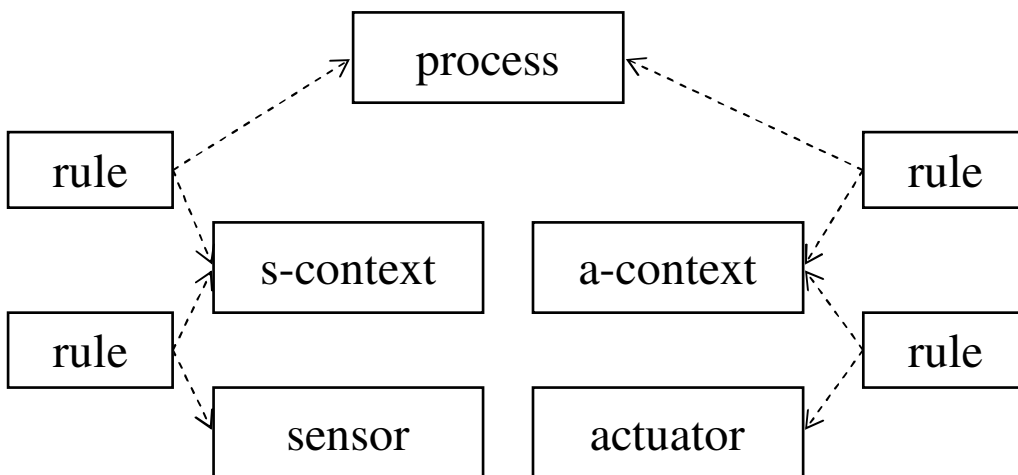 process
rule
rule
s-context
a-context
rule
rule
sensor
actuator